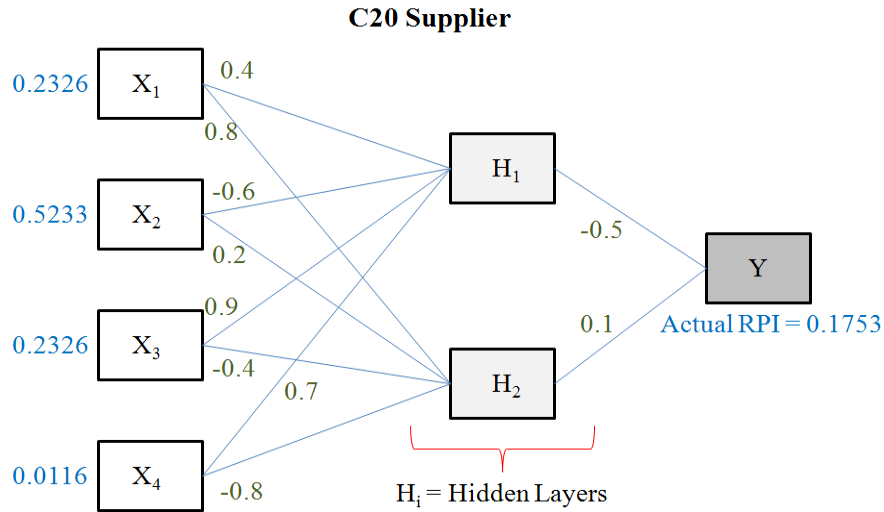 C20 Supplier
0.2326
X1
0.4
0.8
H1
-0.6
0.5233
X2
0.2
-0.5
Y
0.9
Actual RPI = 0.1753
0.1
0.2326
X3
-0.4
0.7
H2
0.0116
X4
-0.8
Hi = Hidden Layers